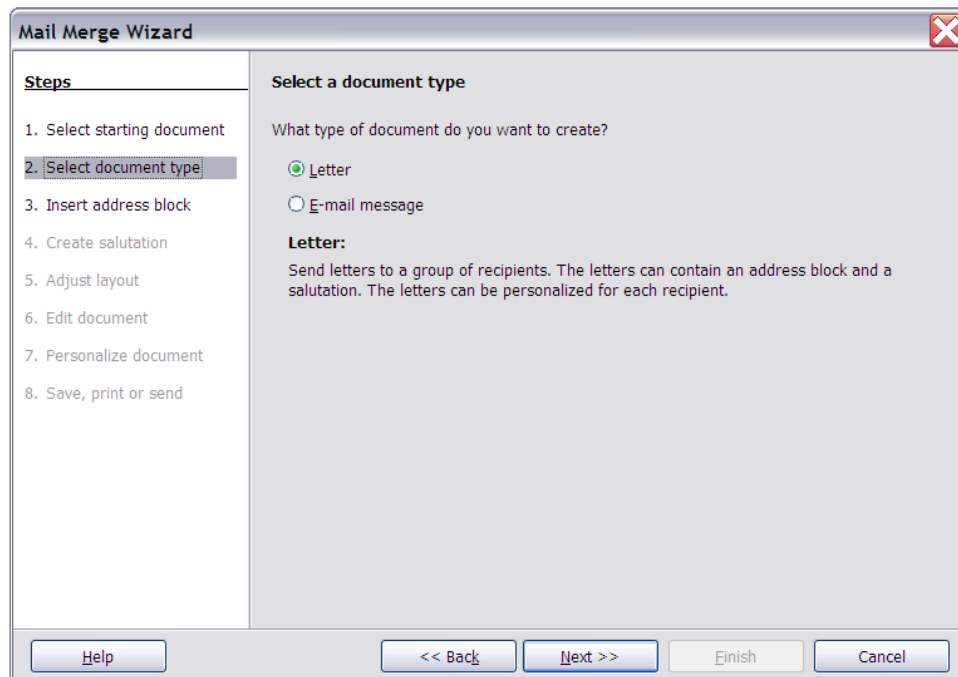 Mail Merge Wizard
Steps
1. Select starting document
2. Select document type
3. Insert address block
4. Create salutation
5. Adjust layout
6. Edit document
7. Personalize document
8. Save, print or send
Select a document type
What type of document do you want to create?
Letter
E-mail message
Letter:
Send letters to a group of recipients. The letters can contain an address block and a
salutation. The letters can be personalized for each recipient.
Help
<< Back
Next >>
Finish
Cancel